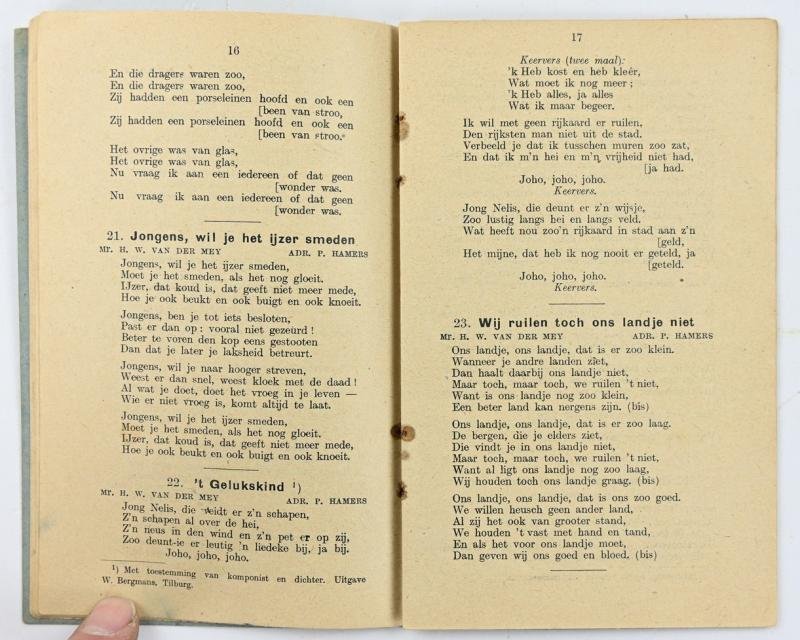 16
En die dragers waren zoo,
En die dragers waren zoo,
Zij hadden een porseleinen hoofd en ook een
[been van stroo,
Zij hadden een porseleinen hoofd en ook een
[been van stroo.
Het ovrige was van glas,
Het ovrige was van glas,
Nu vraag ik aan een iedereen of dat geen
[wonder was.
Nu vraag ik aan een iedereen of dat geen
[wonder was.
21. Jongens, wil je het ijzer smeden
Mr. H. W. VAN DER MEY ADR. P. HAMERS
Jongens, wil je het ijzer smeden,
Moet je het smeden, als het nog gloeit.
IJzer, dat koud is, dat geeft niet meer mede,
Hoe je ook beukt en ook buigt en ook knoeit.
Jongens, ben je tot iets besloten,
Past er dan op: vooral niet gezeurd!
Beter te voren den kop eens gestooten
Dan dat je later je laksheid betreurt.
Jongens, wil je naar hooger streven,
Weest er dan snel, weest kloek met de daad!
Al wat je doet, doet het vroeg in je leven —
Wie er niet vroeg is, komt altijd te laat.
Jongens, wil je het ijzer smeden,
Moet je het smeden, als het nog gloeit.
IJzer, dat koud is, dat geeft niet meer mede,
Hoe je ook beukt en ook buigt en ook knoeit.
22. 't Gelukskind ¹)
Mr. H. W. VAN DER MEY ADR. P. HAMERS
Jong Nelis, die weidt er z'n schapen,
Z'n schapen al over de hei,
Z'n neus in den wind en z'n pet er op zij,
Zoo deunt-ie er leutig 'n liedeke bij, ja bij.
Joho, joho, joho.
¹) Met toestemming van komponist en dichter. Uitgave
W. Bergmans, Tilburg.
17
Keervers (twee maal):
'k Heb kost en heb kleêr,
Wat moet ik nog meer;
'k Heb alles, ja alles
Wat ik maar begeer.
Ik wil met geen rijkaard er ruilen,
Den rijksten man niet uit de stad.
Verbeeld je dat ik tusschen muren zoo zat,
En dat ik m'n hei en m'n vrijheid niet had,
[ja had.
Joho, joho, joho.
Keervers.
Jong Nelis, die deunt er z'n wijsje,
Zoo lustig langs hei en langs veld.
Wat heeft nou zoo'n rijkaard in stad aan z'n
[geld,
Het mijne, dat heb ik nog nooit er geteld, ja
[geteld.
Joho, joho, joho.
Keervers.
23. Wij ruilen toch ons landje niet
Mr. H. W. VAN DER MEY ADR. P. HAMERS
Ons landje, ons landje, dat is er zoo klein.
Wanneer je andre landen ziet,
Dan haalt daarbij ons landje niet,
Maar toch, maar toch, we ruilen 't niet,
Want is ons landje nog zoo klein,
Een beter land kan nergens zijn. (bis)
Ons landje, ons landje, dat is er zoo laag.
De bergen, die je elders ziet,
Die vindt je in ons landje niet,
Maar toch, maar toch, we ruilen 't niet,
Want al ligt ons landje nog zoo laag,
Wij houden toch ons landje graag. (bis)
Ons landje, ons landje, dat is ons zoo goed.
We willen heusch geen ander land,
Al zij het ook van grooter stand,
We houden 't vast met hand en tand,
En als het voor ons landje moet,
Dan geven wij ons goed en bloed. (bis)